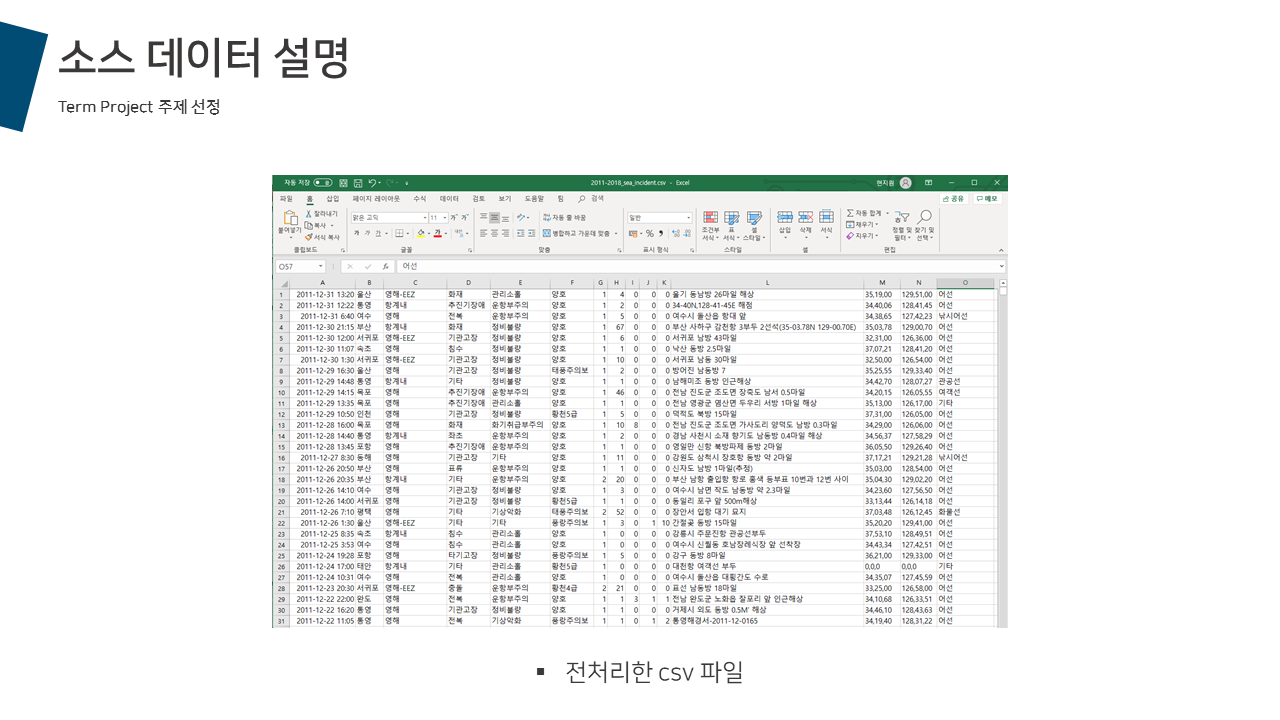 소스 데이터 설명
Term Project 주제 선정
자동 저장 2011-2018_sea_incident.csv - Excel 현지원
파일 홈 삽입 페이지 레이아웃 수식 데이터 검토 보기 도움말 팀 검색 공유 메모
붙여넣기 잘라내기 복사 서식 복사 맑은 고딕 11 가 가 가 자동 줄 바꿈 병합하고 가운데 맞춤 일반 조건부 서식 표 서식 셀 스타일 삽입 삭제 서식 자동 합계 채우기 지우기 정렬 및 필터 찾기 및 선택
클립보드 글꼴 맞춤 표시 형식 스타일 셀 편집
O57 fx 어선
A B C D E F G H I J K L M N O
1 2011-12-31 13:20 울산 영해-EEZ 화재 관리소홀 양호 1 4 0 0 0 울기 동남방 26마일 해상 35,19,00 129,51,00 어선
2 2011-12-31 12:22 통영 항계내 추진기장애 운항부주의 양호 1 2 0 0 0 34-40N,128-41-45E 해점 34,40,06 128,41,45 어선
3 2011-12-31 6:40 여수 영해 전복 운항부주의 양호 1 5 0 0 0 여수시 돌산읍 항대 앞 34,38,65 127,42,23 낚시어선
4 2011-12-30 21:15 부산 항계내 화재 정비불량 양호 1 67 0 0 0 부산 사하구 감천항 3부두 2선석(35-03.78N 129-00.70E) 35,03,78 129,00,70 어선
5 2011-12-30 12:00 서귀포 영해-EEZ 기관고장 정비불량 양호 1 6 0 0 0 서귀포 남방 43마일 32,31,00 126,36,00 어선
6 2011-12-30 11:07 속초 영해 침수 정비불량 양호 1 1 0 0 0 낙산 동방 2.5마일 37,07,21 128,41,20 어선
7 2011-12-30 1:30 서귀포 영해-EEZ 기관고장 정비불량 양호 1 10 0 0 0 서귀포 남동 30마일 32,50,00 126,54,00 어선
8 2011-12-29 16:30 울산 영해 기관고장 정비불량 태풍주의보 1 2 0 0 0 방어진 남동방 7 35,25,55 129,33,40 어선
9 2011-12-29 14:48 통영 항계내 기타 정비불량 양호 1 1 0 0 0 남해미조 동방 인근해상 34,42,70 128,07,27 관공선
10 2011-12-29 14:15 목포 영해 추진기장애 운항부주의 양호 1 46 0 0 0 전남 진도군 조도면 장죽도 남서 0.5마일 34,20,15 126,05,55 여객선
11 2011-12-29 13:35 목포 영해 추진기장애 관리소홀 양호 1 11 0 0 0 전남 영광군 염산면 두우리 서방 1마일 해상 35,13,00 126,17,00 기타
12 2011-12-29 10:50 인천 영해 기관고장 정비불량 황천5급 1 5 0 0 0 덕적도 북방 15마일 37,31,00 126,05,00 어선
13 2011-12-28 16:00 목포 영해 화재 화기취급부주의 양호 1 10 8 0 0 전남 진도군 조도면 가사도리 양덕도 남방 0.3마일 34,29,00 126,06,00 어선
14 2011-12-28 14:40 통영 항계내 좌초 운항부주의 양호 1 2 0 0 0 경남 사천시 소재 향기도 남동방 0.4마일 해상 34,56,37 127,58,29 어선
15 2011-12-28 13:45 포항 영해 추진기장애 운항부주의 양호 1 11 0 0 0 영일만 신항 북방파제 동방 2마일 36,05,50 129,26,40 어선
16 2011-12-27 8:30 동해 영해 기관고장 기타 양호 1 11 0 0 0 강원도 삼척시 장호항 동방 약 2마일 37,17,21 129,21,28 낚시어선
17 2011-12-26 20:50 부산 영해 표류 운항부주의 양호 1 1 0 0 0 신자도 남방 1마일(추정) 35,03,00 128,54,00 어선
18 2011-12-26 20:35 부산 항계내 기타 운항부주의 양호 2 20 0 0 0 부산 남항 출입항 항로 홍색 등부표 10번과 12번 사이 35,04,30 129,02,20 어선
19 2011-12-26 14:10 여수 영해 기관고장 정비불량 양호 1 3 0 0 0 여수시 남면 작도 남동방 약 2.3마일 34,23,60 127,56,50 어선
20 2011-12-26 14:00 서귀포 영해 기관고장 정비불량 황천5급 1 1 0 0 0 동일리 포구 앞 500m해상 33,13,44 126,14,18 어선
21 2011-12-26 7:10 평택 영해 기타 기상악화 태풍주의보 2 52 0 0 0 장안서 입항 대기 묘지 37,03,48 126,12,45 화물선
22 2011-12-26 1:30 울산 영해-EEZ 기타 기타 풍랑주의보 1 3 0 1 10 간절곶 동방 15마일 35,20,20 129,41,00 어선
23 2011-12-25 8:35 속초 항계내 침수 관리소홀 양호 1 0 0 0 0 강릉시 주문진항 관공선부두 37,53,10 128,49,51 어선
24 2011-12-25 3:53 여수 영해 침수 관리소홀 양호 1 0 0 0 0 여수시 신월동 호남장례식장 앞 선착장 34,43,34 127,42,51 어선
25 2011-12-24 19:28 포항 영해 타기고장 정비불량 풍랑주의보 1 5 0 0 0 강구 동방 8마일 36,21,00 129,33,00 어선
26 2011-12-24 17:00 태안 항계내 기타 관리소홀 황천5급 1 0 0 0 0 대천항 여객선 부두 0,0,0 0,0,0 기타
27 2011-12-24 10:31 여수 영해 전복 관리소홀 양호 1 0 0 0 0 여수시 돌산읍 대횡간도 수로 34,35,07 127,45,59 어선
28 2011-12-23 20:30 서귀포 영해-EEZ 충돌 운항부주의 황천4급 2 21 0 0 0 표선 남동방 18마일 33,25,00 126,58,00 어선
29 2011-12-22 22:00 완도 영해 전복 운항부주의 양호 1 1 3 1 1 전남 완도군 노화읍 잘포리 앞 인근해상 34,10,68 126,33,51 어선
30 2011-12-22 16:20 통영 영해 기관고장 정비불량 양호 1 1 0 0 0 거제시 외도 동방 0.5M' 해상 34,46,10 128,43,63 어선
31 2011-12-22 11:05 통영 영해 전복 기상악화 풍랑주의보 1 1 0 1 2 통영해경서-2011-12-0165 34,19,40 128,31,22 어선
▪ 전처리한 csv 파일